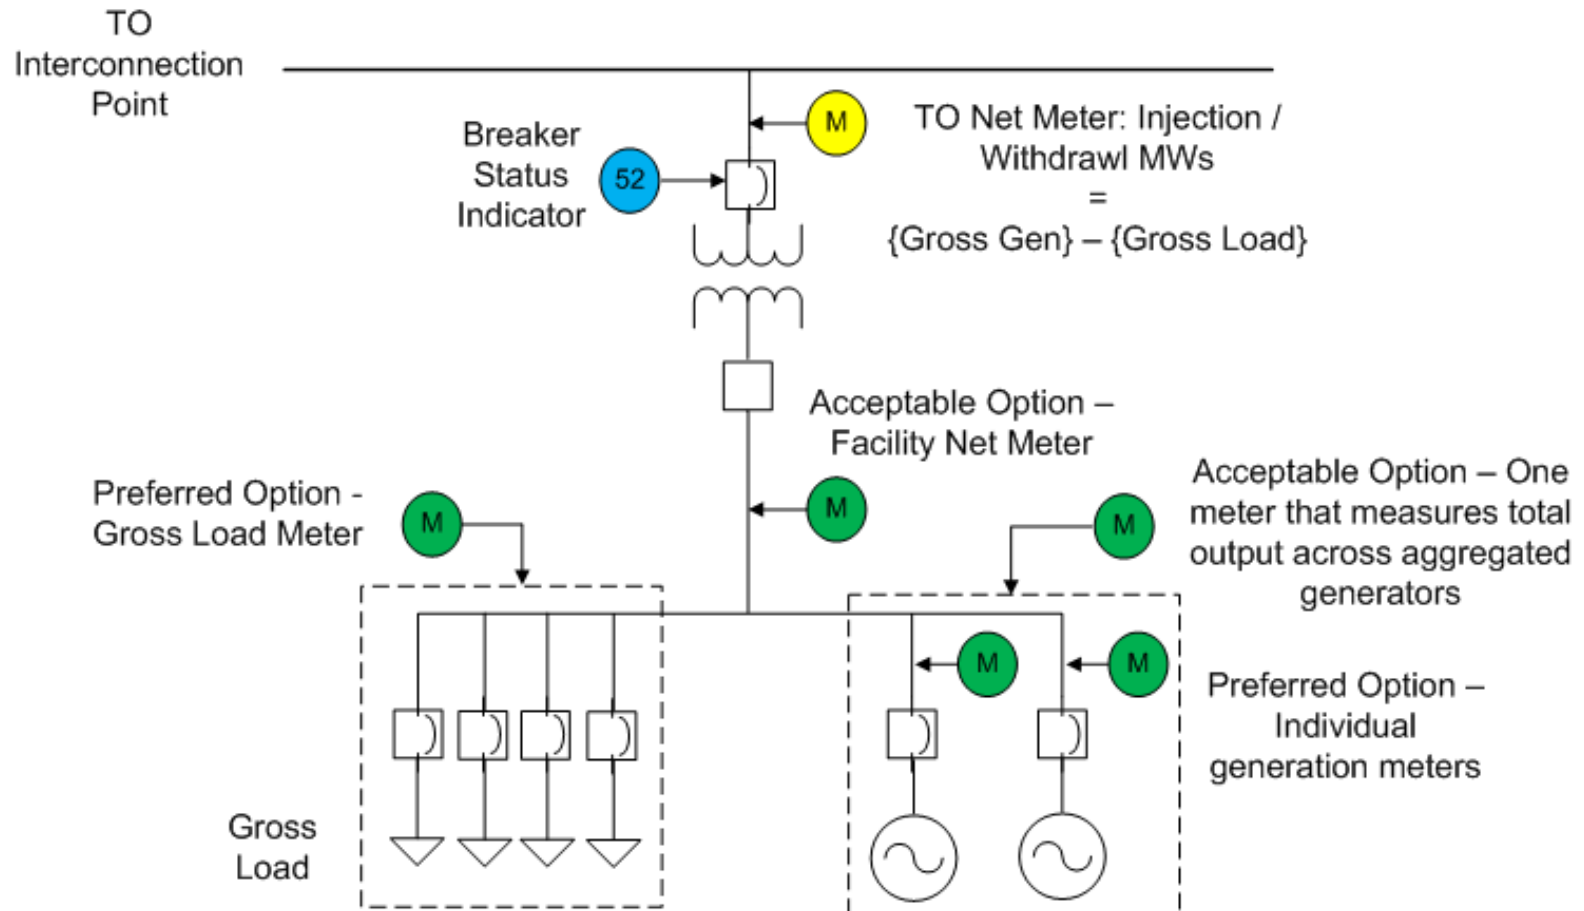 TO
Interconnection
Point
M
TO Net Meter: Injection /
Withdrawl MWs
=
{Gross Gen} – {Gross Load}
Breaker
Status
Indicator
52
Acceptable Option –
Facility Net Meter
M
Preferred Option -
Gross Load Meter
M
M
Acceptable Option – One
meter that measures total
output across aggregated
generators
M
M
Preferred Option –
Individual
generation meters
Gross
Load